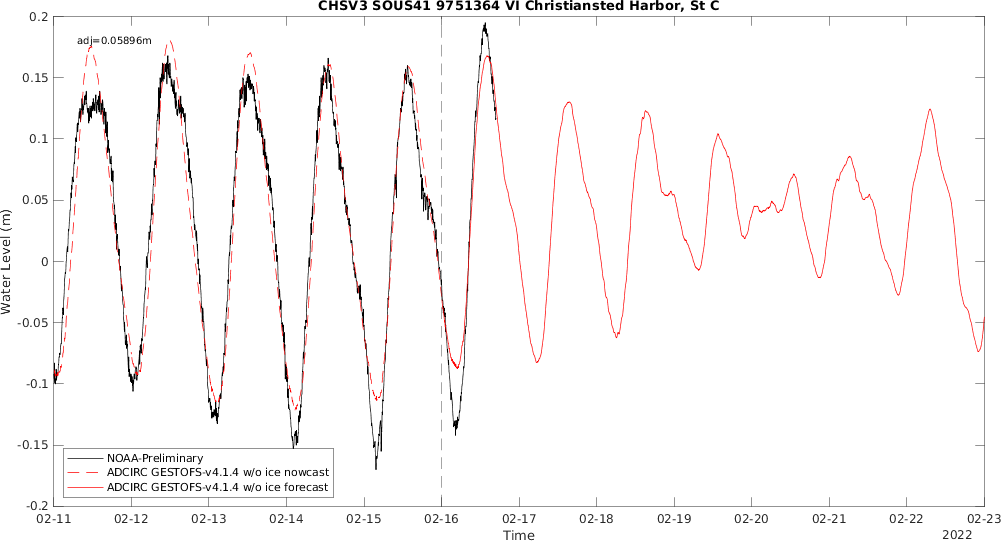 CHSV3 SOUS41 9751364 VI Christiansted Harbor, St C
adj=0.05896m
0.2
0.15
0.1
0.05
0
-0.05
-0.1
-0.15
-0.2
Water Level (m)
NOAA-Preliminary
ADCIRC GESTOFS-v4.1.4 w/o ice nowcast
ADCIRC GESTOFS-v4.1.4 w/o ice forecast
02-11 02-12 02-13 02-14 02-15 02-16 02-17 02-18 02-19 02-20 02-21 02-22 02-23
Time
2022